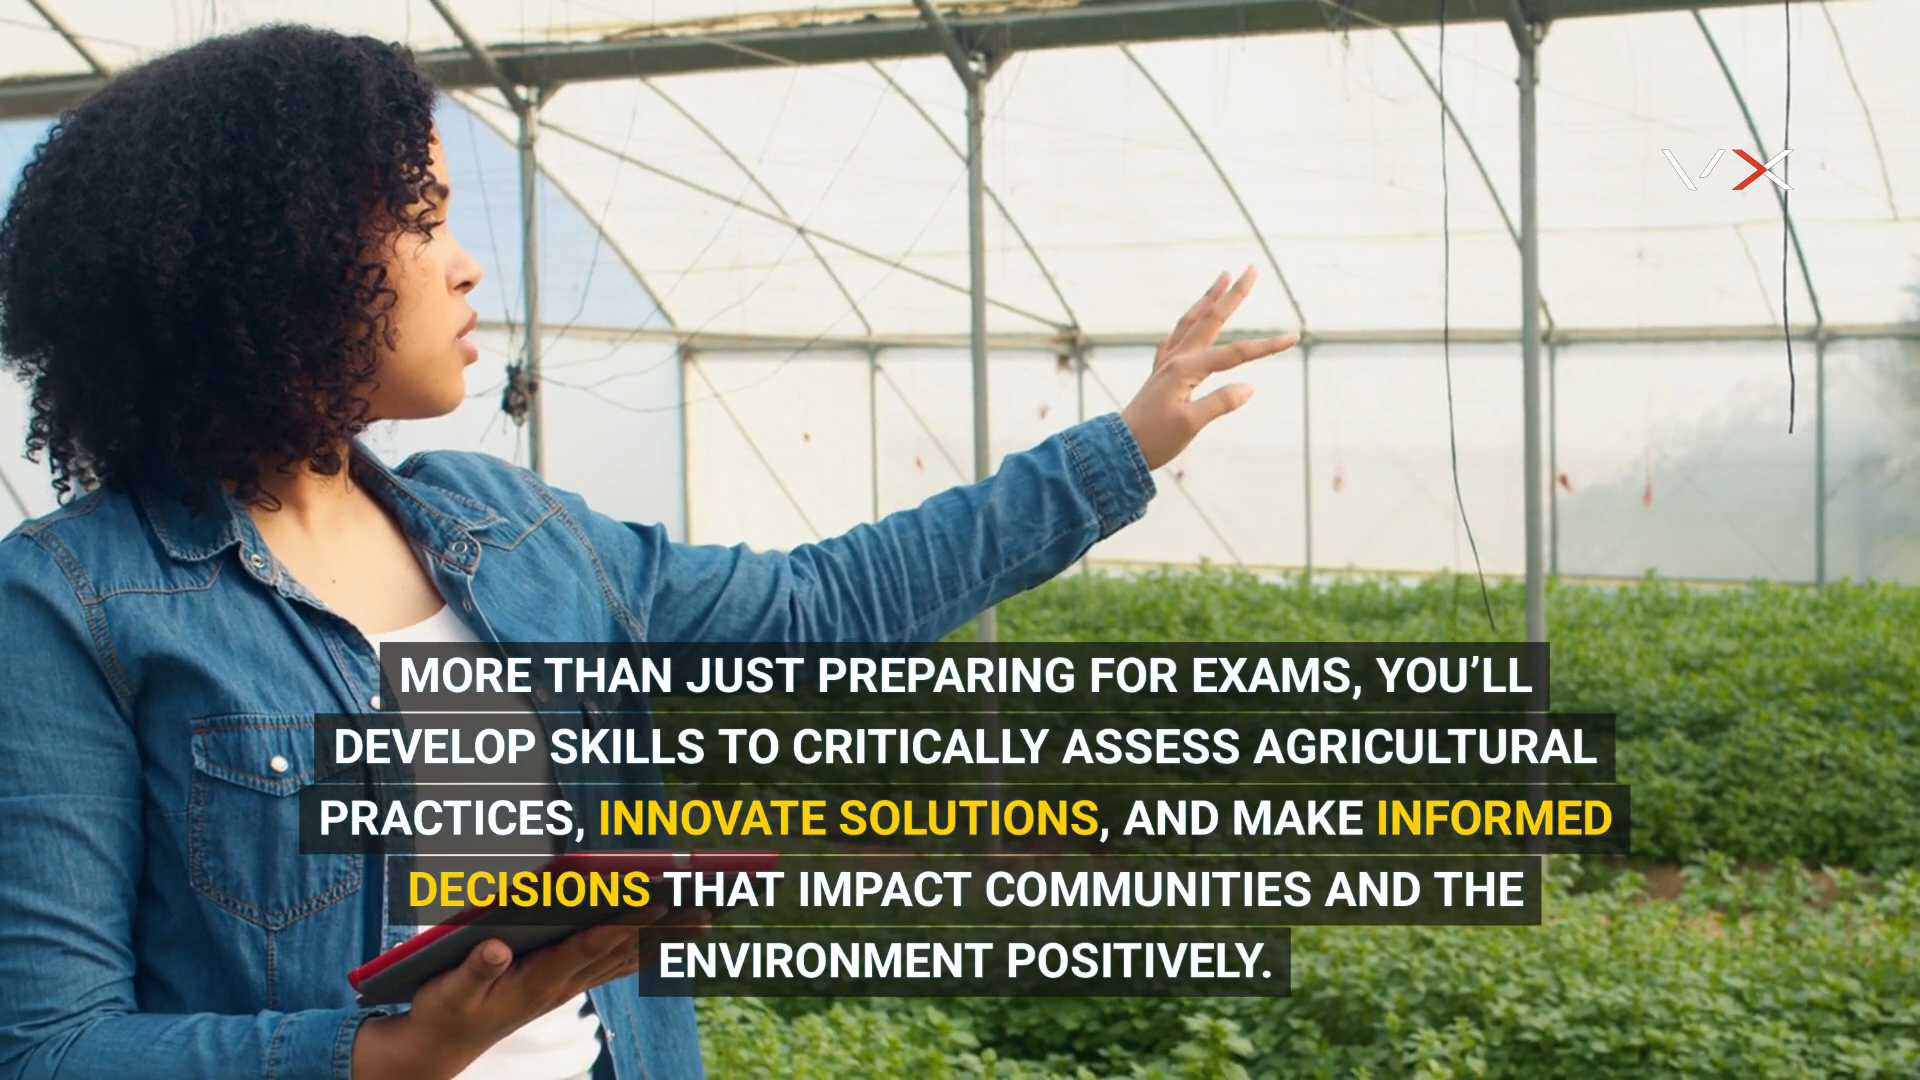 VX
MORE THAN JUST PREPARING FOR EXAMS, YOU’LL
DEVELOP SKILLS TO CRITICALLY ASSESS AGRICULTURAL
PRACTICES, INNOVATE SOLUTIONS, AND MAKE INFORMED
DECISIONS THAT IMPACT COMMUNITIES AND THE
ENVIRONMENT POSITIVELY.